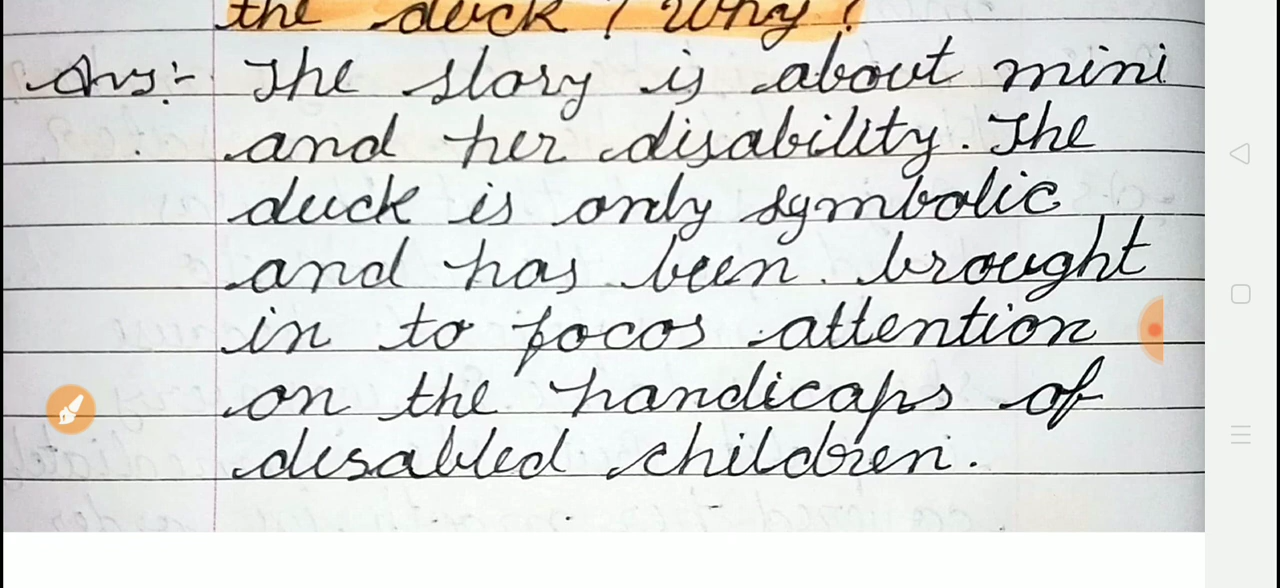 the duck ? Why ?
Ans:- The story is about mini
and her disability. The
duck is only symbolic
and has been brought
in to focos attention
on the handicaps of
disabled children.